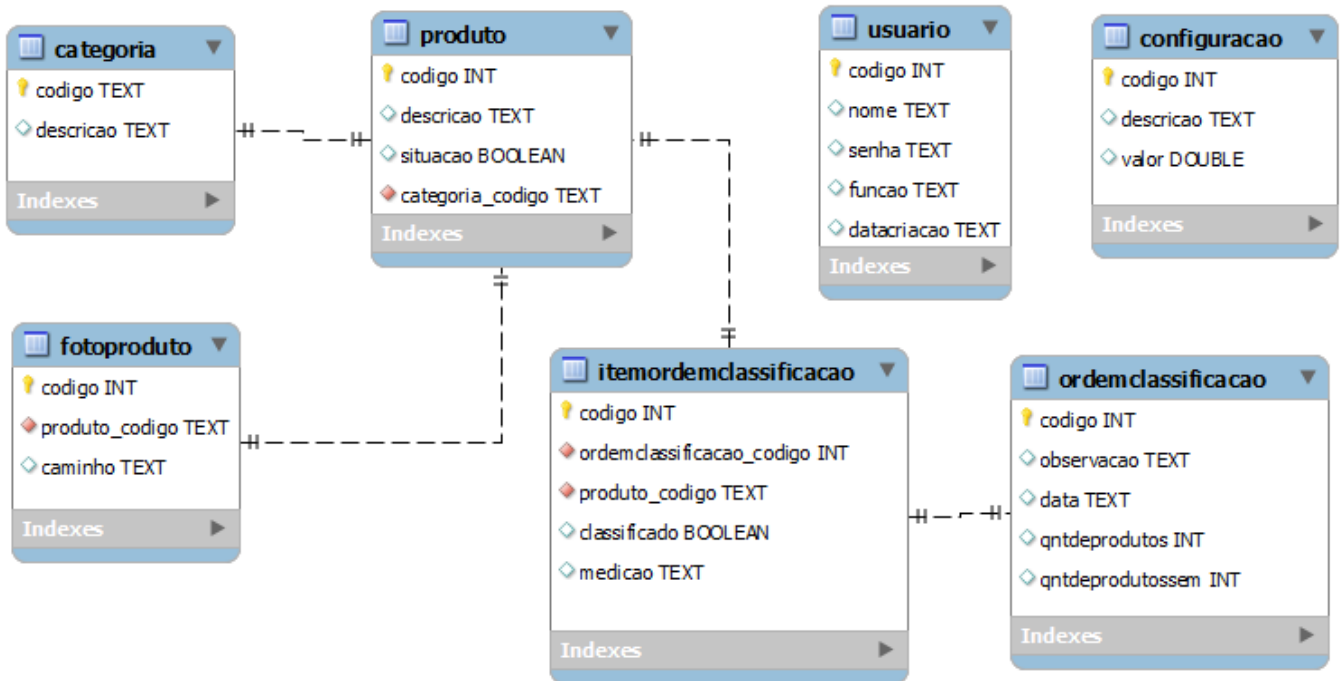 categoria
codigo TEXT
descricao TEXT
Indexes
produto
codigo INT
descricao TEXT
situacao BOOLEAN
categoria_codigo TEXT
Indexes
usuario
codigo INT
nome TEXT
senha TEXT
funcao TEXT
datacriacao TEXT
Indexes
configuracao
codigo INT
descricao TEXT
valor DOUBLE
Indexes
fotoproduto
codigo INT
produto_codigo TEXT
caminho TEXT
Indexes
itemordemclassificacao
codigo INT
ordemclassificacao_codigo INT
produto_codigo TEXT
classificado BOOLEAN
medicao TEXT
Indexes
ordemclassificacao
codigo INT
observacao TEXT
data TEXT
qntdeprodutos INT
qntdeprodutossem INT
Indexes